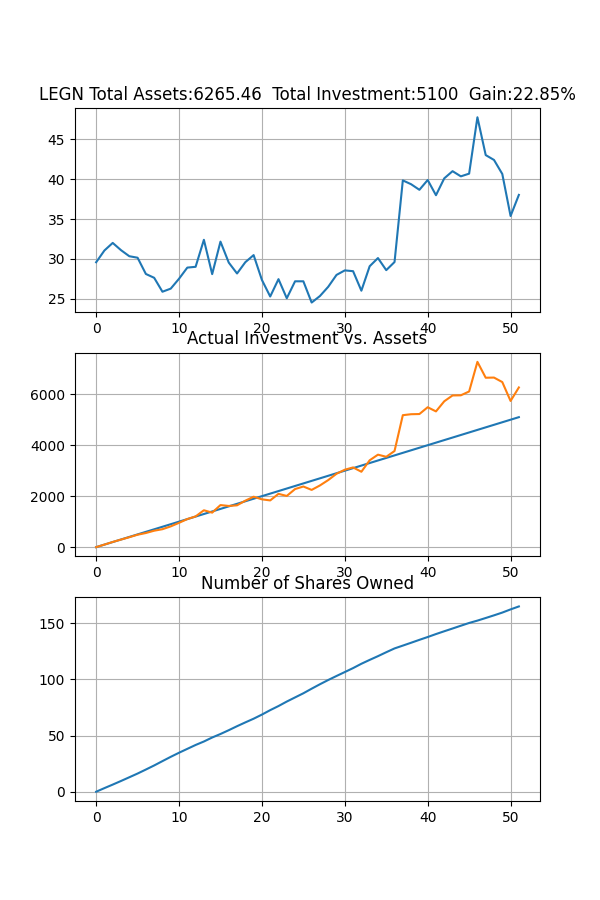 LEGN Total Assets:6265.46  Total Investment:5100  Gain:22.85%
45
40
35
30
25
0 10 20 30 40 50
Actual Investment vs. Assets
6000
4000
2000
0
0 10 20 30 40 50
Number of Shares Owned
150
100
50
0
0 10 20 30 40 50